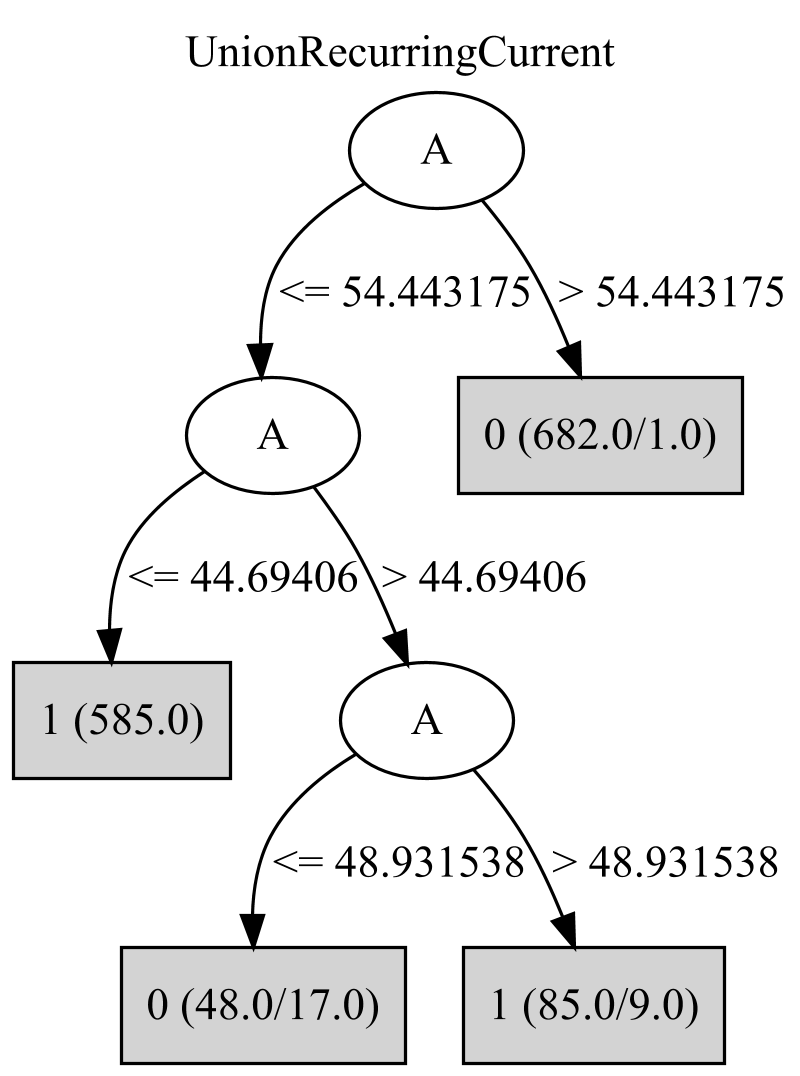 UnionRecurringCurrent
A
<= 54.443175
> 54.443175
A
0 (682.0/1.0)
<= 44.69406
> 44.69406
1 (585.0)
A
<= 48.931538
> 48.931538
0 (48.0/17.0)
1 (85.0/9.0)